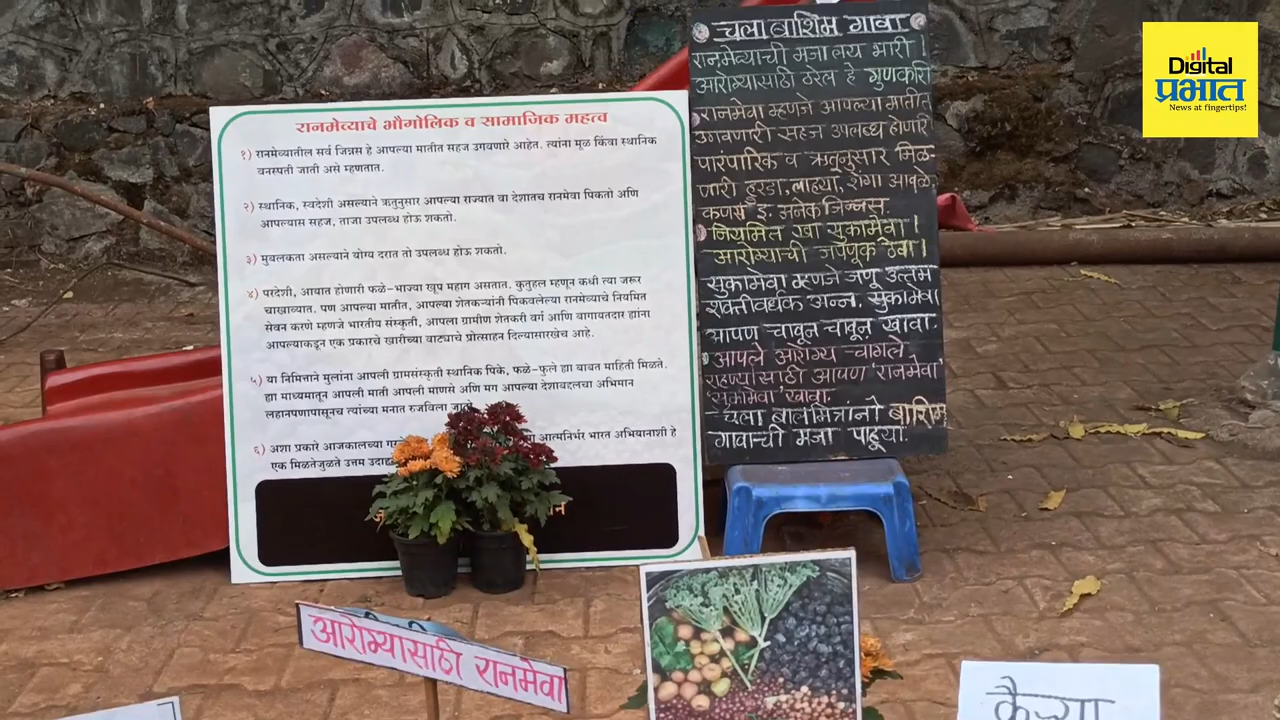 Digital
प्रभात
News at fingertips!
रानमेव्याचे भौगोलिक व सामाजिक महत्व
१) रानमेव्यातील सर्व जिन्नस हे आपल्या मातीत सहज उगवणारे आहेत. त्यांना मूळ किंवा स्थानिक
वनस्पती जाती असे म्हणतात.
२) स्थानिक, स्वदेशी असल्याने ऋतुनुसार आपल्या राज्यात वा देशातच रानमेवा पिकतो अणि
आपल्यास सहज, ताजा उपलब्ध होऊ शकतो.
३) मुबलकता असल्याने योग्य दरात तो उपलब्ध होऊ शकतो.
४) परदेशी, आयात होणारी फळे-भाज्या खूप महाग असतात. कुतुहल म्हणून कधी त्या जरूर
चाखाव्यात. पण आपल्या मातीत, आपल्या शेतकऱ्यांनी पिकवलेल्या रानमेव्याचे नियमित
सेवन करणे म्हणजे भारतीय संस्कृती, आपला ग्रामीण शेतकरी वर्ग आणि बागायतदार ह्यांना
आपल्याकडून एक प्रकारचे खारीच्या वाट्याचे प्रोत्साहन दिल्यासारखेच आहे.
५) या निमित्ताने मुलांना आपली ग्रामसंस्कृती स्थानिक पिके, फळे-फुले ह्या बाबत माहिती मिळते.
ह्या माध्यमातून आपली माती आपली माणसे अणि मग आपल्या देशाबद्दलचा अभिमान
लहानपणापासूनच त्यांच्या मनात रुजविला
६) अशा प्रकारे आजकालच्या आत्मनिर्भर भारत अभियानाशी हे
एक मिळतेजुळते उत्तम
चला बाशिम गावा
रानमेव्याची मजा लय भारी।
आरोग्यासाठी ठरेल हे गुणकारी
रानमेवा म्हणजे आपल्या मातीत
उगवणारी सहज उपलब्ध होणारि
पारंपारिक व ऋतुनुसार मिळ-
णारी हुरडा, शेंगा आवळे,
कणसं इ. अनेक जिन्नस.
नियमित खा सुकामेवा।
आरोग्याची जपणूक ठेवा।
सुकामेवा म्हणजे जणू उत्तम
शक्तीवर्धक अन्न. सुकामेवा
आपण चावून चावून खावा.
आपले आरोग्य चांगले
राहण्यासाठी आपण 'रानमेवा'
'सुकामेवा' खावा.
-चला बालमित्रांनो बाशिम
गावाची मजा पाहूया.
आरोग्यासाठी रानमेवा
कैऱ्या